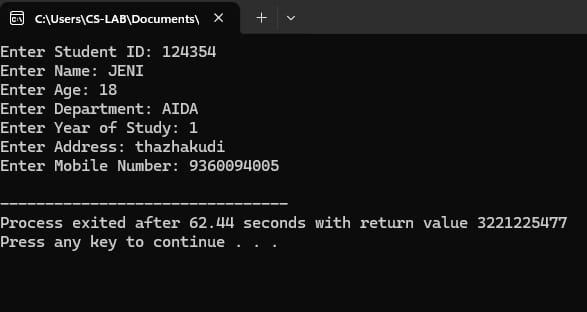 C:\Users\CS-LAB\Documents\
Enter Student ID: 124354
Enter Name: JENI
Enter Age: 18
Enter Department: AIDA
Enter Year of Study: 1
Enter Address: thazhakudi
Enter Mobile Number: 9360094005
--------------------------------
Process exited after 62.44 seconds with return value 3221225477
Press any key to continue . . .